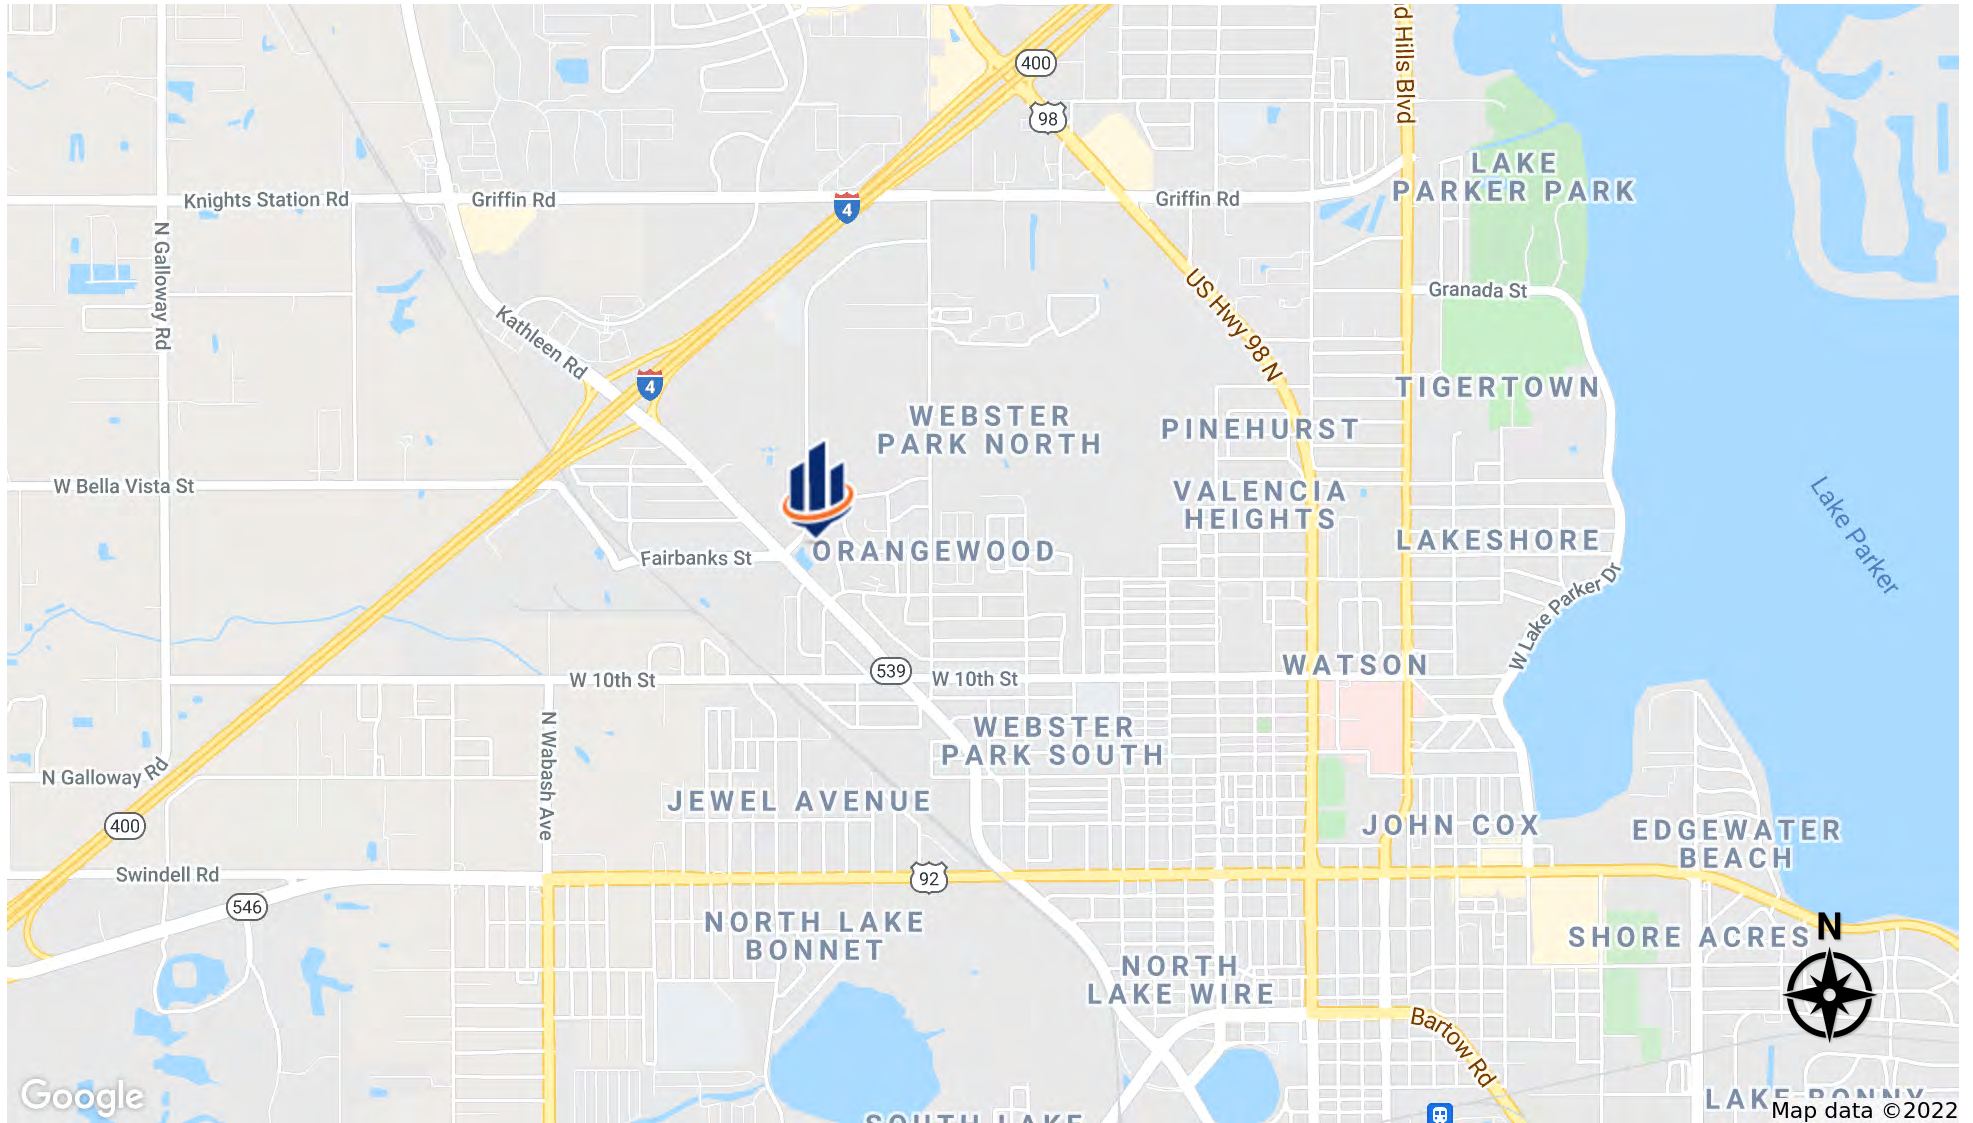 400
d Hills Blvd
98
LAKE
PARKER PARK
Knights Station Rd
Griffin Rd
4
Griffin Rd
N Galloway Rd
Granada St
US Hwy 98 N
Kathleen Rd
4
TIGERTOWN
WEBSTER
PARK NORTH
PINEHURST
W Bella Vista St
VALENCIA
HEIGHTS
Lake Parker
LAKESHORE
Fairbanks St
ORANGEWOOD
W Lake Parker Dr
WATSON
539
W 10th St
W 10th St
WEBSTER
PARK SOUTH
N Wabash Ave
N Galloway Rd
JEWEL AVENUE
400
JOHN COX
EDGEWATER
BEACH
Swindell Rd
92
546
NORTH LAKE
BONNET
SHORE ACRES
N
NORTH
LAKE WIRE
Bartow Rd
Google
SOUTH LAKE
LAKE BONNY
Map data ©2022